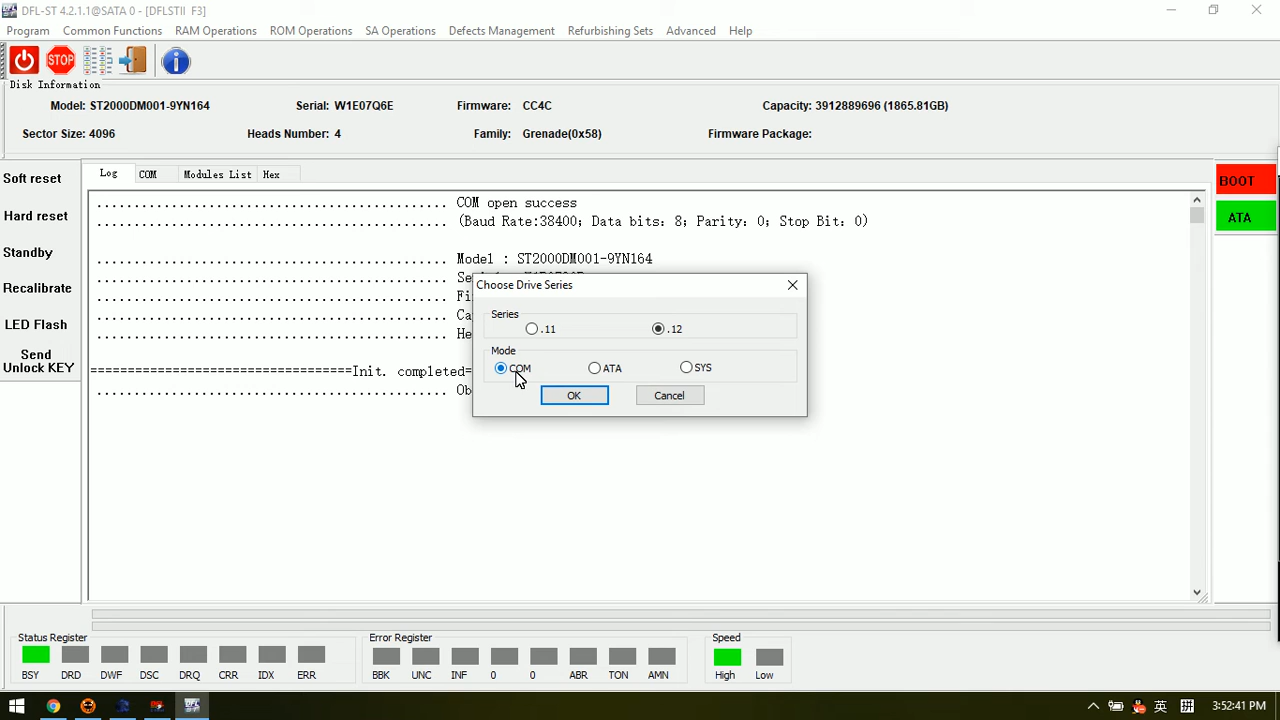 DFL-ST 4.2.1.1@SATA 0 - [DFLSTII F3]
Program Common Functions RAM Operations ROM Operations SA Operations Defects Management Refurbishing Sets Advanced Help
STOP
Disk Information
Model: ST2000DM001-9YN164 Serial: W1E07Q6E Firmware: CC4C Capacity: 3912889696 (1865.81GB)
Sector Size: 4096 Heads Number: 4 Family: Grenade(0x58) Firmware Package:
Soft reset
Hard reset
Standby
Recalibrate
LED Flash
Send
Unlock KEY
Log COM Modules List Hex
............................................... COM open success
............................................... (Baud Rate:38400; Data bits: 8; Parity: 0; Stop Bit: 0)
............................................... Model : ST2000DM001-9YN164
...............................................
...............................................
...............................................
...............................................
================================Init. completed=
...............................................
Choose Drive Series
Series
.11 .12
Mode
COM ATA SYS
OK Cancel
BOOT
ATA
Status Register
BSY DRD DWF DSC DRQ CRR IDX ERR
Error Register
BBK UNC INF 0 0 ABR TON AMN
Speed
High Low
英 拼 3:52:41 PM